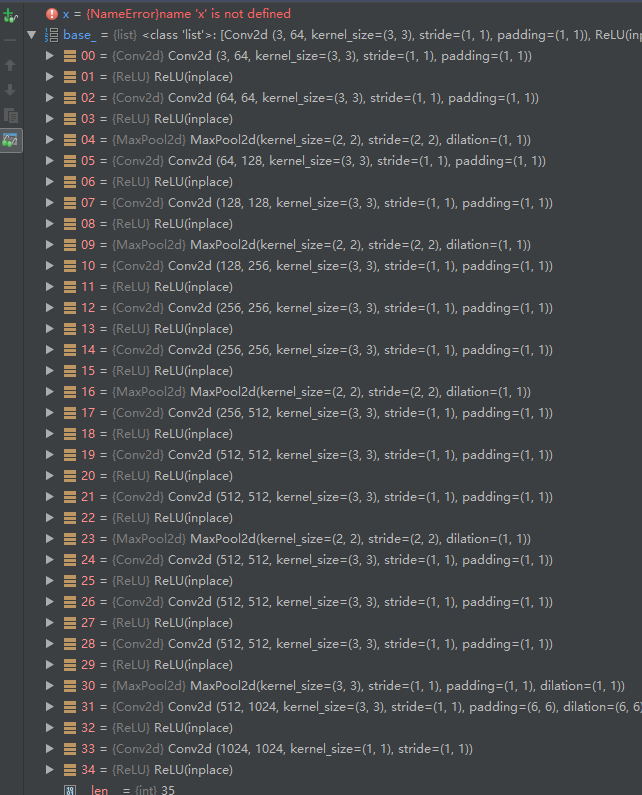 x = {NameError}name 'x' is not defined
base_ = {list} <class 'list'>: [Conv2d (3, 64, kernel_size=(3, 3), stride=(1, 1), padding=(1, 1)), ReLU(inp
00 = {Conv2d} Conv2d (3, 64, kernel_size=(3, 3), stride=(1, 1), padding=(1, 1))
01 = {ReLU} ReLU(inplace)
02 = {Conv2d} Conv2d (64, 64, kernel_size=(3, 3), stride=(1, 1), padding=(1, 1))
03 = {ReLU} ReLU(inplace)
04 = {MaxPool2d} MaxPool2d(kernel_size=(2, 2), stride=(2, 2), dilation=(1, 1))
05 = {Conv2d} Conv2d (64, 128, kernel_size=(3, 3), stride=(1, 1), padding=(1, 1))
06 = {ReLU} ReLU(inplace)
07 = {Conv2d} Conv2d (128, 128, kernel_size=(3, 3), stride=(1, 1), padding=(1, 1))
08 = {ReLU} ReLU(inplace)
09 = {MaxPool2d} MaxPool2d(kernel_size=(2, 2), stride=(2, 2), dilation=(1, 1))
10 = {Conv2d} Conv2d (128, 256, kernel_size=(3, 3), stride=(1, 1), padding=(1, 1))
11 = {ReLU} ReLU(inplace)
12 = {Conv2d} Conv2d (256, 256, kernel_size=(3, 3), stride=(1, 1), padding=(1, 1))
13 = {ReLU} ReLU(inplace)
14 = {Conv2d} Conv2d (256, 256, kernel_size=(3, 3), stride=(1, 1), padding=(1, 1))
15 = {ReLU} ReLU(inplace)
16 = {MaxPool2d} MaxPool2d(kernel_size=(2, 2), stride=(2, 2), dilation=(1, 1))
17 = {Conv2d} Conv2d (256, 512, kernel_size=(3, 3), stride=(1, 1), padding=(1, 1))
18 = {ReLU} ReLU(inplace)
19 = {Conv2d} Conv2d (512, 512, kernel_size=(3, 3), stride=(1, 1), padding=(1, 1))
20 = {ReLU} ReLU(inplace)
21 = {Conv2d} Conv2d (512, 512, kernel_size=(3, 3), stride=(1, 1), padding=(1, 1))
22 = {ReLU} ReLU(inplace)
23 = {MaxPool2d} MaxPool2d(kernel_size=(2, 2), stride=(2, 2), dilation=(1, 1))
24 = {Conv2d} Conv2d (512, 512, kernel_size=(3, 3), stride=(1, 1), padding=(1, 1))
25 = {ReLU} ReLU(inplace)
26 = {Conv2d} Conv2d (512, 512, kernel_size=(3, 3), stride=(1, 1), padding=(1, 1))
27 = {ReLU} ReLU(inplace)
28 = {Conv2d} Conv2d (512, 512, kernel_size=(3, 3), stride=(1, 1), padding=(1, 1))
29 = {ReLU} ReLU(inplace)
30 = {MaxPool2d} MaxPool2d(kernel_size=(3, 3), stride=(1, 1), padding=(1, 1), dilation=(1, 1))
31 = {Conv2d} Conv2d (512, 1024, kernel_size=(3, 3), stride=(1, 1), padding=(6, 6), dilation=(6, 6)
32 = {ReLU} ReLU(inplace)
33 = {Conv2d} Conv2d (1024, 1024, kernel_size=(1, 1), stride=(1, 1))
34 = {ReLU} ReLU(inplace)
__len__ = {int} 35